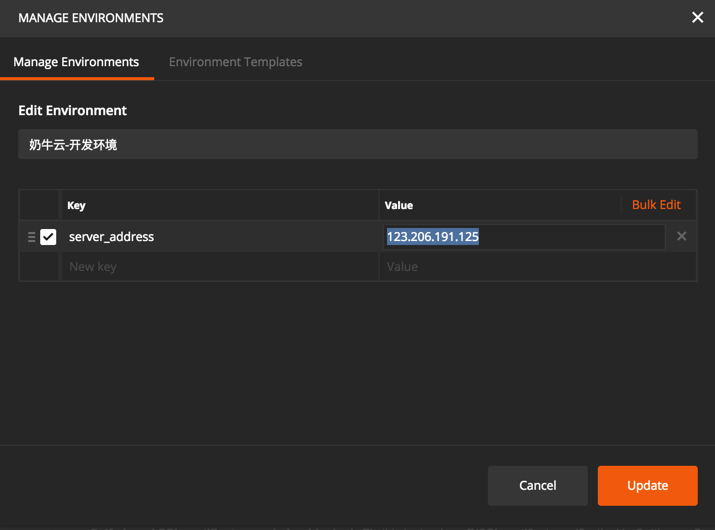 MANAGE ENVIRONMENTS
Manage Environments Environment Templates
Edit Environment
奶牛云-开发环境
Key Value Bulk Edit
server_address 123.206.191.125
New key Value
Cancel Update